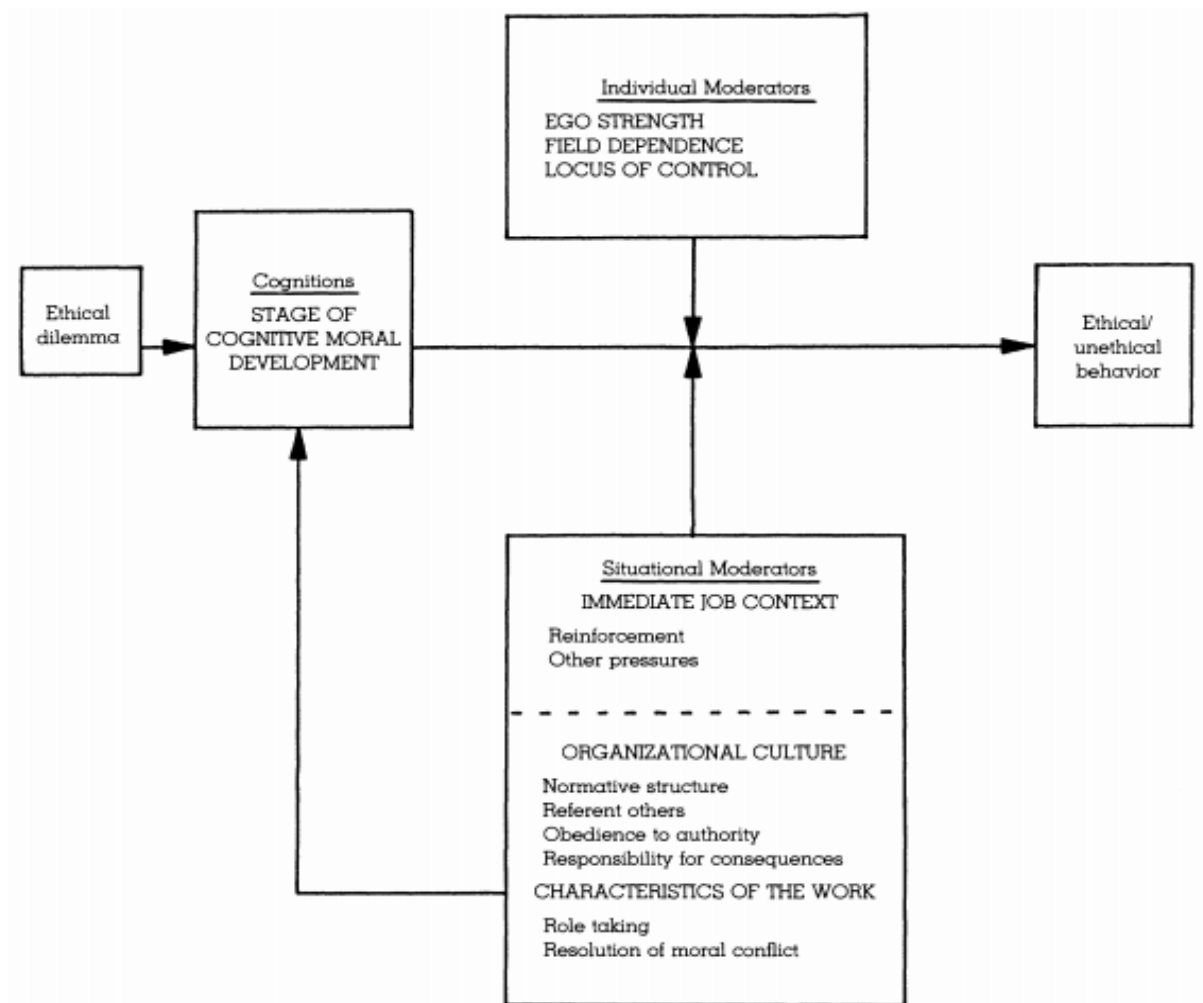 Individual Moderators
EGO STRENGTH
FIELD DEPENDENCE
LOCUS OF CONTROL
Ethical
dilemma
Cognitions
STAGE OF
COGNITIVE MORAL
DEVELOPMENT
Ethical/
unethical
behavior
Situational Moderators
IMMEDIATE JOB CONTEXT
Reinforcement
Other pressures
ORGANIZATIONAL CULTURE
Normative structure
Referent others
Obedience to authority
Responsibility for consequences
CHARACTERISTICS OF THE WORK
Role taking
Resolution of moral conflict